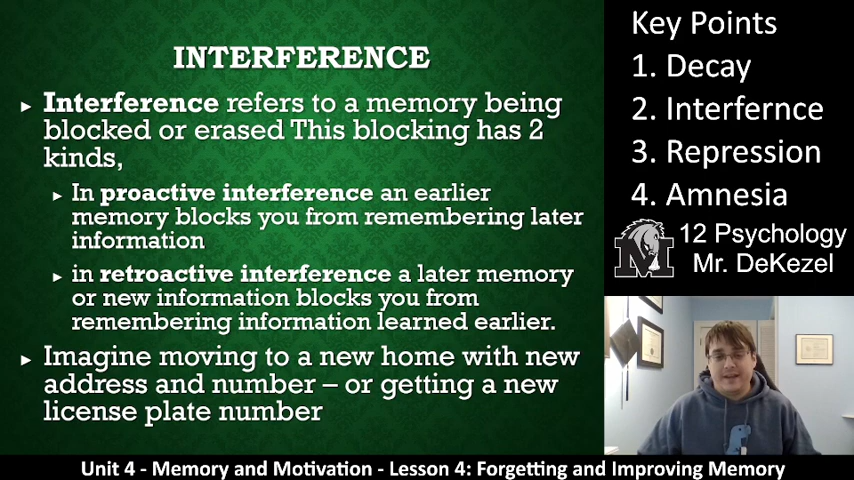 INTERFERENCE
▸ Interference refers to a memory being
blocked or erased This blocking has 2
kinds,
▸ In proactive interference an earlier
memory blocks you from remembering later
information
▸ in retroactive interference a later memory
or new information blocks you from
remembering information learned earlier.
▸ Imagine moving to a new home with new
address and number – or getting a new
license plate number
Key Points
1. Decay
2. Interfernce
3. Repression
4. Amnesia
M
12 Psychology
Mr. DeKezel
Unit 4 - Memory and Motivation - Lesson 4: Forgetting and Improving Memory